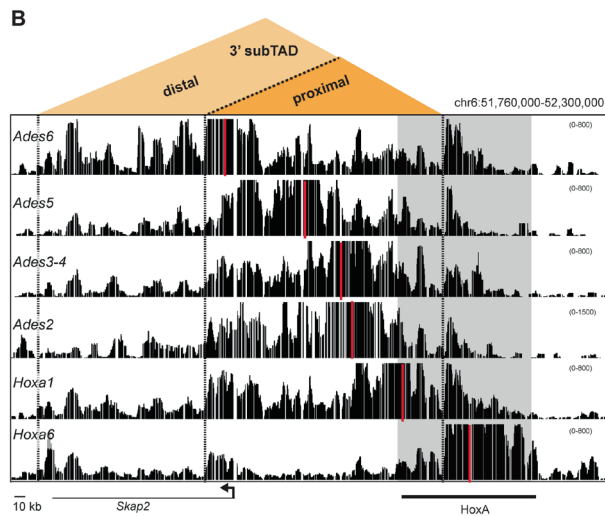 B
3' subTAD
distal
proximal
chr6:51,760,000-52,300,000
Ades6
(0-800)
Ades5
(0-800)
Ades3-4
(0-800)
Ades2
(0-1500)
Hoxa1
(0-800)
Hoxa6
(0-800)
10 kb
Skap2
HoxA